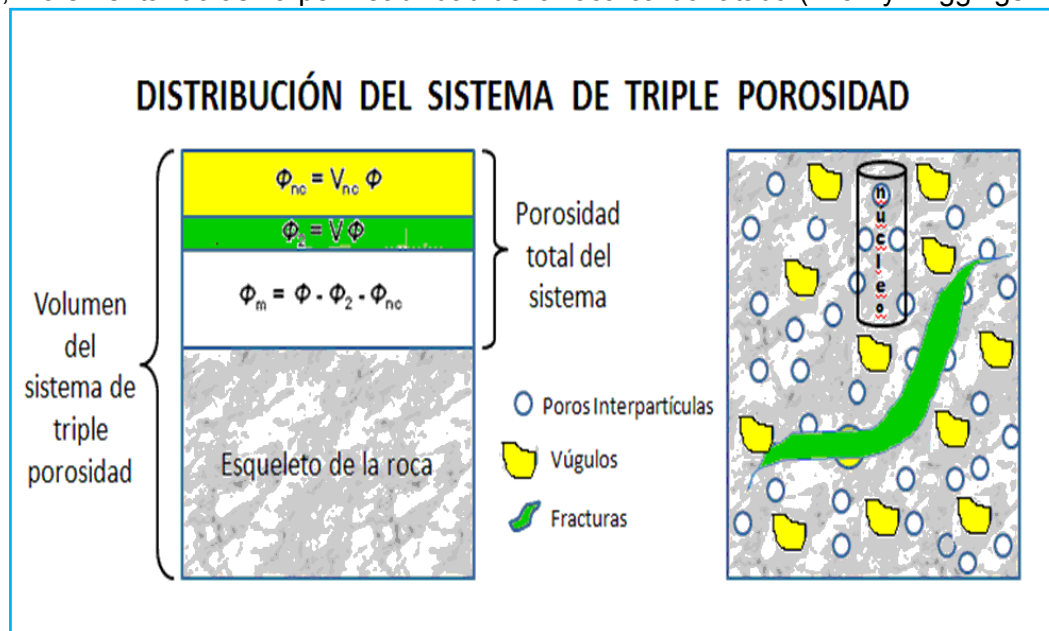 DISTRIBUCIÓN DEL SISTEMA DE TRIPLE POROSIDAD
Φnc = Vnc Φ
Φ2 = V Φ
Φm = Φ - Φ2 - Φnc
Esqueleto de la roca
Volumen
del
sistema de
triple
porosidad
Porosidad
total del
sistema
Poros Interpartículas
Vúgulos
Fracturas
núcleo